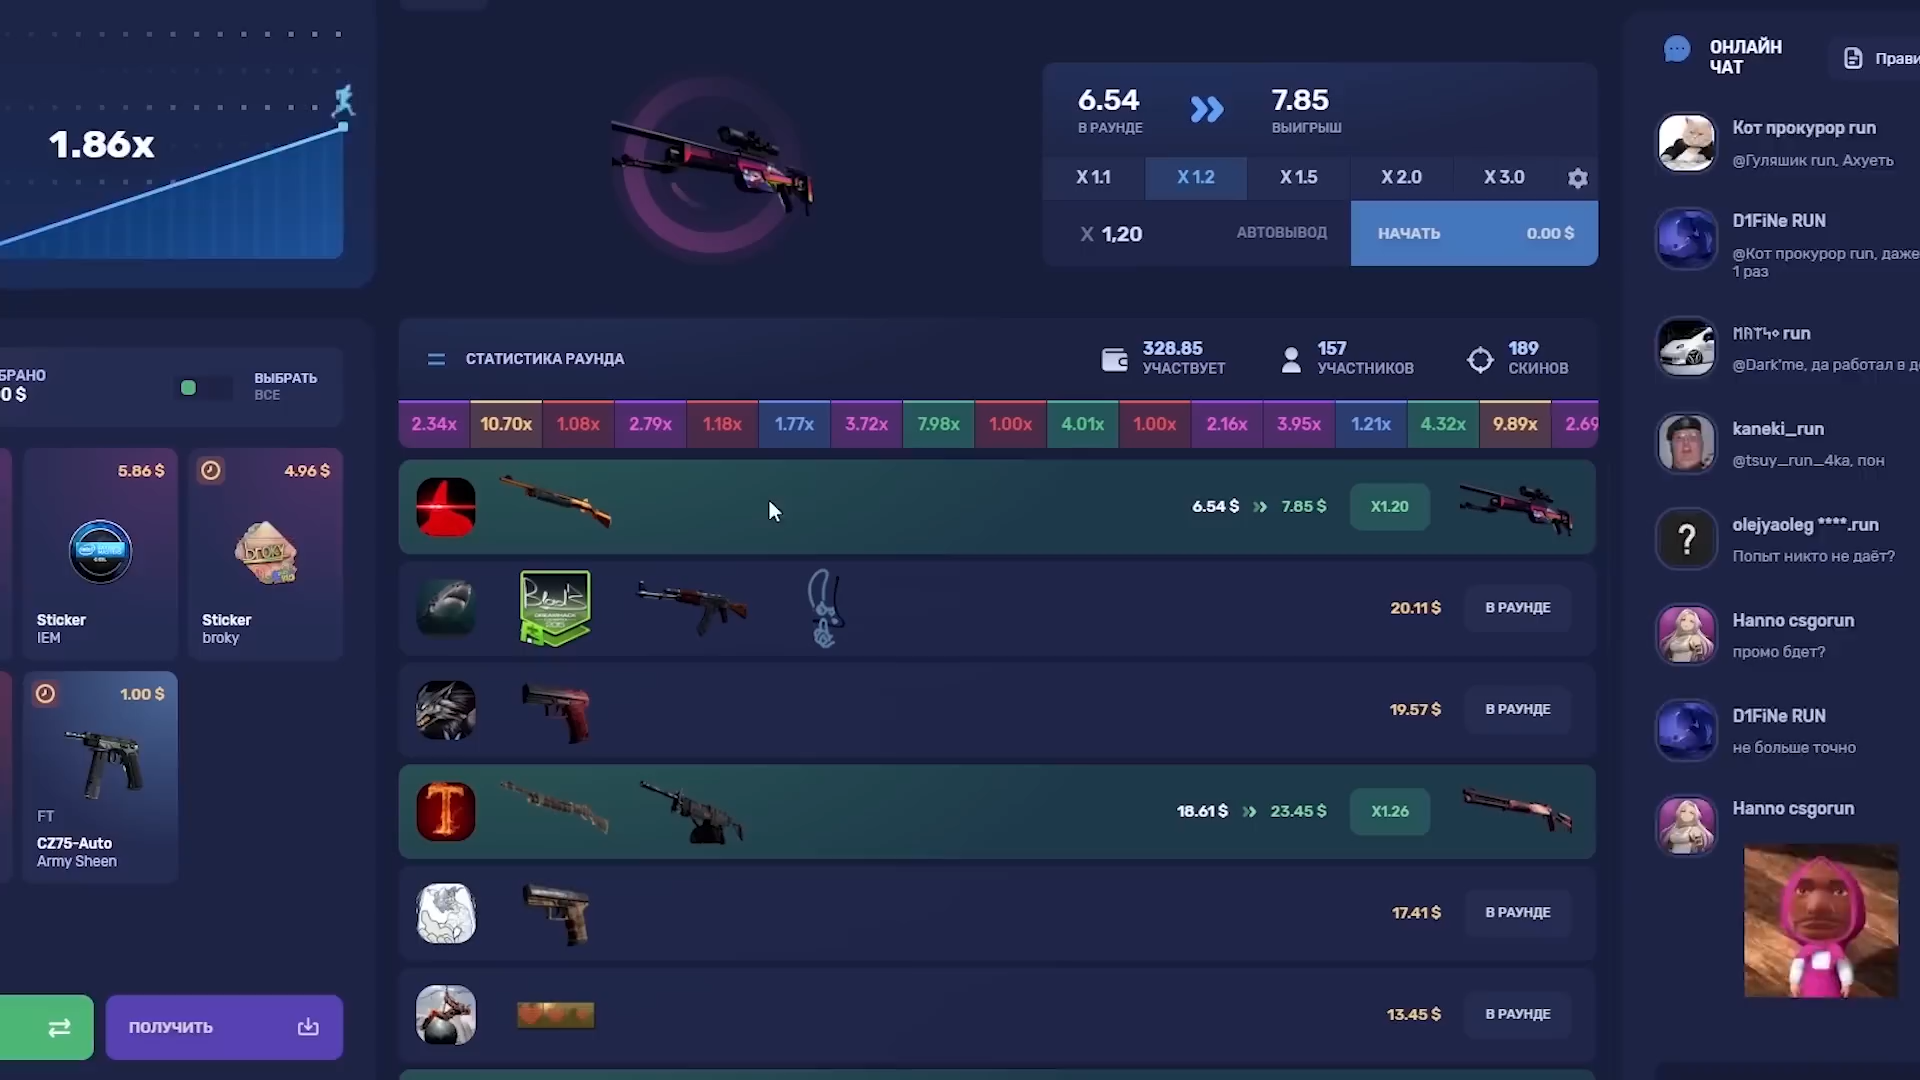 1.86x
БРАНО
0 $
ВЫБРАТЬ
ВСЕ
5.86 $
Sticker
IEM
4.96 $
Sticker
broky
1.00 $
FT
CZ75-Auto
Army Sheen
ПОЛУЧИТЬ
6.54
В РАУНДЕ
7.85
ВЫИГРЫШ
X 1.1
X 1.2
X 1.5
X 2.0
X 3.0
X 1,20
АВТОВЫВОД
НАЧАТЬ
0.00 $
СТАТИСТИКА РАУНДА
328.85
УЧАСТВУЕТ
157
УЧАСТНИКОВ
189
СКИНОВ
2.34x 10.70x 1.08x 2.79x 1.18x 1.77x 3.72x 7.98x 1.00x 4.01x 1.00x 2.16x 3.95x 1.21x 4.32x 9.89x 2.69
6.54 $
7.85 $
X1.20
20.11 $
В РАУНДЕ
19.57 $
В РАУНДЕ
18.61 $
23.45 $
X1.26
17.41 $
В РАУНДЕ
13.45 $
В РАУНДЕ
ОНЛАЙН
ЧАТ
Прави
Кот прокурор run
@Гуляшик run, Ахуеть
D1FiNe RUN
@Кот прокурор run, даже
1 раз
run
@Dark'me, да работал в д
kaneki_run
@tsuy_run_4ka, пон
olejyaoleg ****.run
Попыт никто не даёт?
Hanno csgorun
промо бдет?
D1FiNe RUN
не больше точно
Hanno csgorun